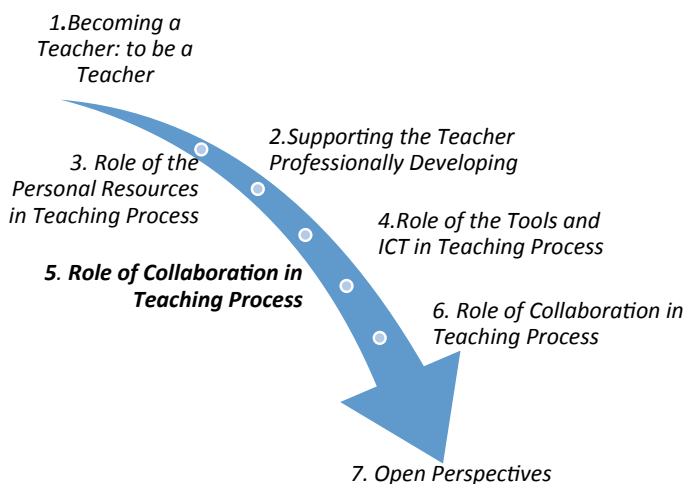 1.Becoming a
Teacher: to be a
Teacher
2.Supporting the Teacher
Professionally Developing
3. Role of the
Personal Resources
in Teaching Process
4.Role of the Tools and
ICT in Teaching Process
5. Role of Collaboration in
Teaching Process
6. Role of Collaboration in
Teaching Process
7. Open Perspectives